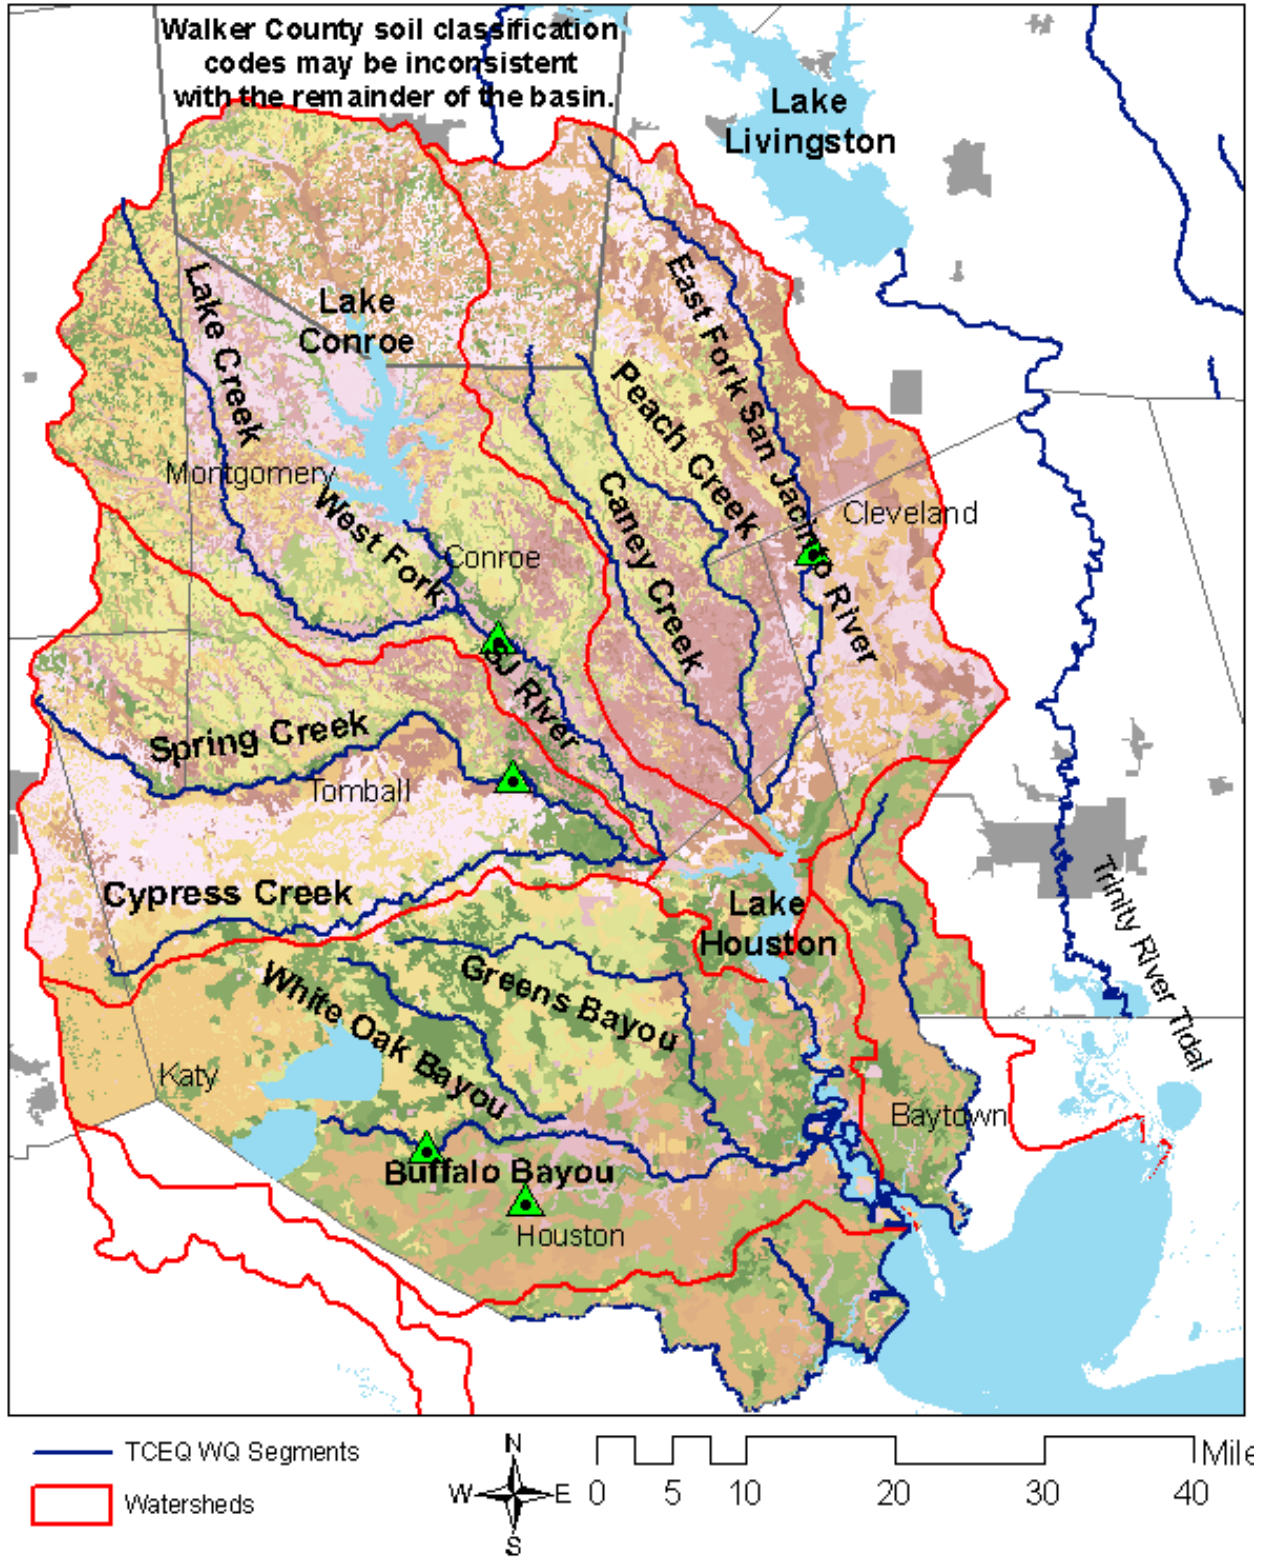 Walker County soil classification
codes may be inconsistent
with the remainder of the basin.
Lake
Livingston
Lake Creek
Lake
Conroe
East Fork San Jacinto River
Peach Creek
Caney Creek
Montgomery
West Fork
SJ River
Conroe
Cleveland
Spring Creek
Tomball
Cypress Creek
Lake
Houston
Trinity River Tidal
Greens Bayou
White Oak Bayou
Katy
Baytown
Buffalo Bayou
Houston
TCEQ WQ Segments
Watersheds
N
W E
S
0 5 10 20 30 40
Mile